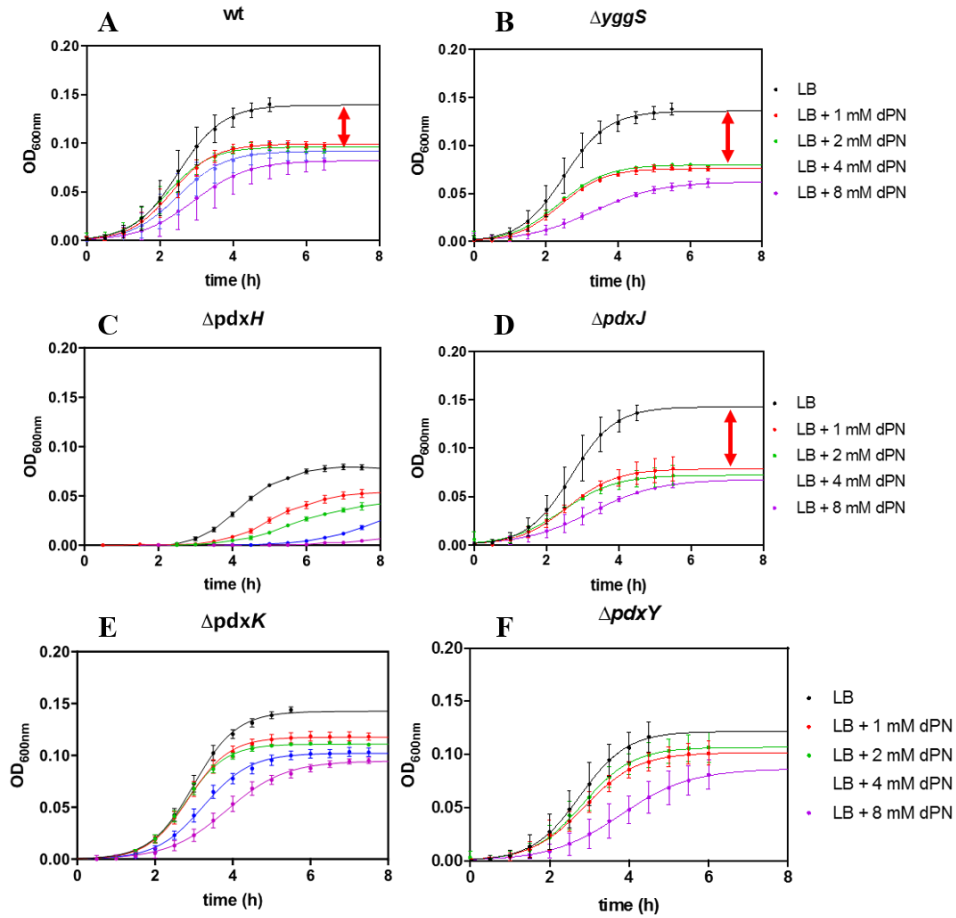 A
wt
0.20
0.15
0.10
0.05
0.00
OD600nm
0 2 4 6 8
time (h)
B
ΔyggS
0.20
0.15
0.10
0.05
0.00
OD600nm
0 2 4 6 8
time (h)
LB
LB + 1 mM dPN
LB + 2 mM dPN
LB + 4 mM dPN
LB + 8 mM dPN
C
ΔpdxH
0.20
0.15
0.10
0.05
0.00
OD600nm
0 2 4 6 8
time (h)
D
ΔpdxJ
0.20
0.15
0.10
0.05
0.00
OD600nm
0 2 4 6 8
time (h)
LB
LB + 1 mM dPN
LB + 2 mM dPN
LB + 4 mM dPN
LB + 8 mM dPN
E
ΔpdxK
0.20
0.15
0.10
0.05
0.00
OD600nm
0 2 4 6 8
time (h)
F
ΔpdxY
0.20
0.15
0.10
0.05
0.00
OD600nm
0 2 4 6 8
time (h)
LB
LB + 1 mM dPN
LB + 2 mM dPN
LB + 4 mM dPN
LB + 8 mM dPN